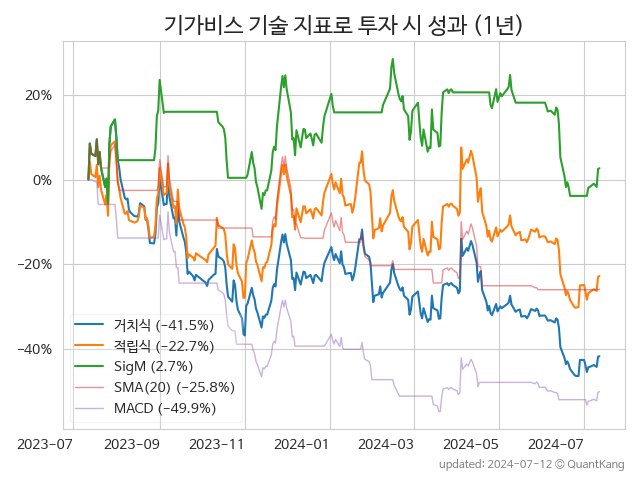 기가비스 기술 지표로 투자 시 성과 (1년)
20%
0%
−20%
−40%
거치식 (−41.5%)
적립식 (−22.7%)
SigM (2.7%)
SMA(20) (−25.8%)
MACD (−49.9%)
2023-07 2023-09 2023-11 2024-01 2024-03 2024-05 2024-07
updated: 2024-07-12 © QuantKang